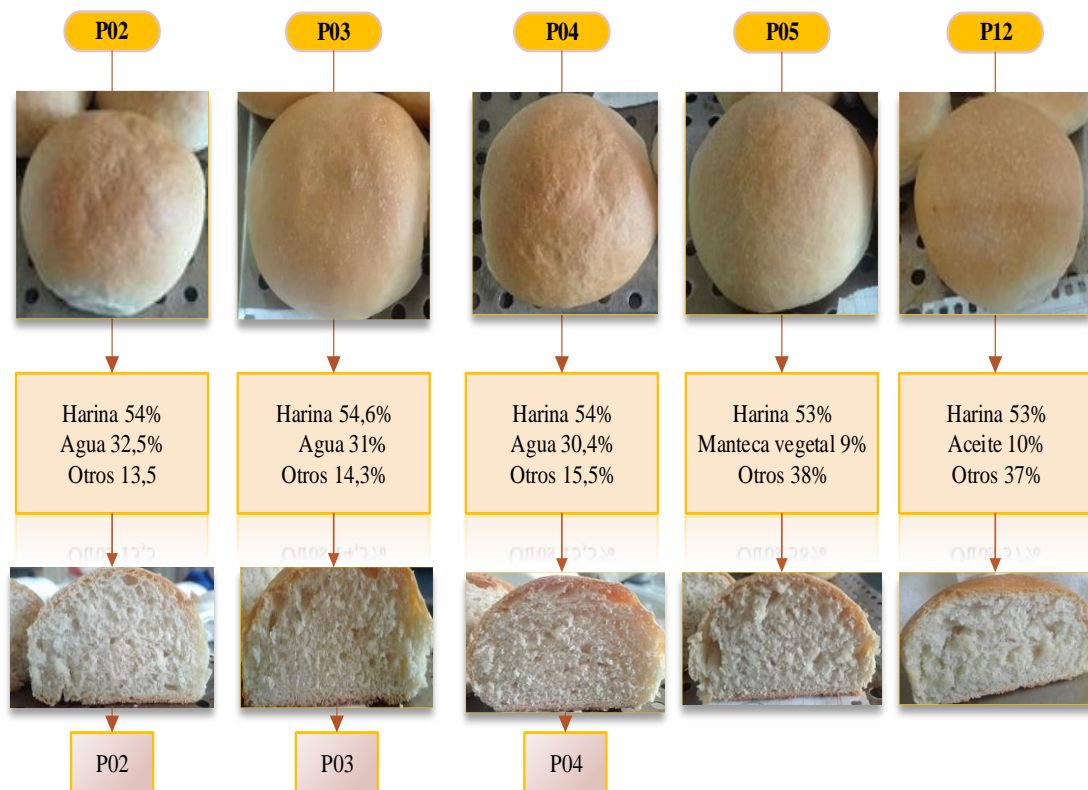 P02
P03
P04
P05
P12
Harina 54%
Agua 32,5%
Otros 13,5
Harina 54,6%
Agua 31%
Otros 14,3%
Harina 54%
Agua 30,4%
Otros 15,5%
Harina 53%
Manteca vegetal 9%
Otros 38%
Harina 53%
Aceite 10%
Otros 37%
P02
P03
P04